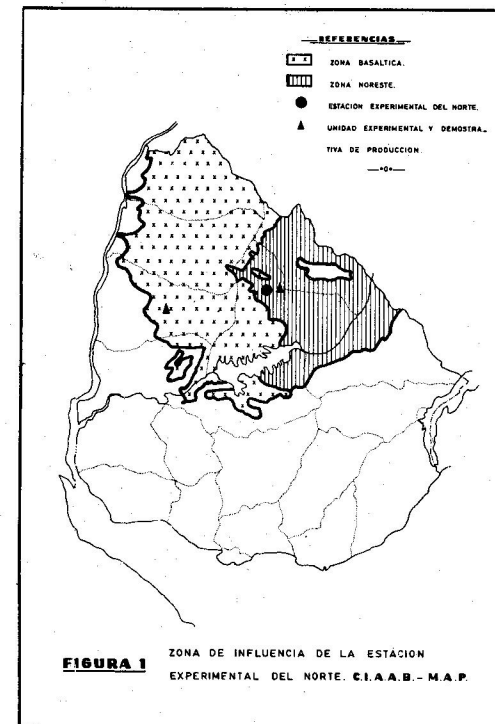 REFERENCIAS
ZONA BASALTICA.
ZONA NORESTE.
ESTACION EXPERIMENTAL DEL NORTE.
UNIDAD EXPERIMENTAL Y DEMOSTRA_
TIVA DE PRODUCCION.
FIGURA 1
ZONA DE INFLUENCIA DE LA ESTACION
EXPERIMENTAL DEL NORTE. C.I.A.A.B. - M.A.P.